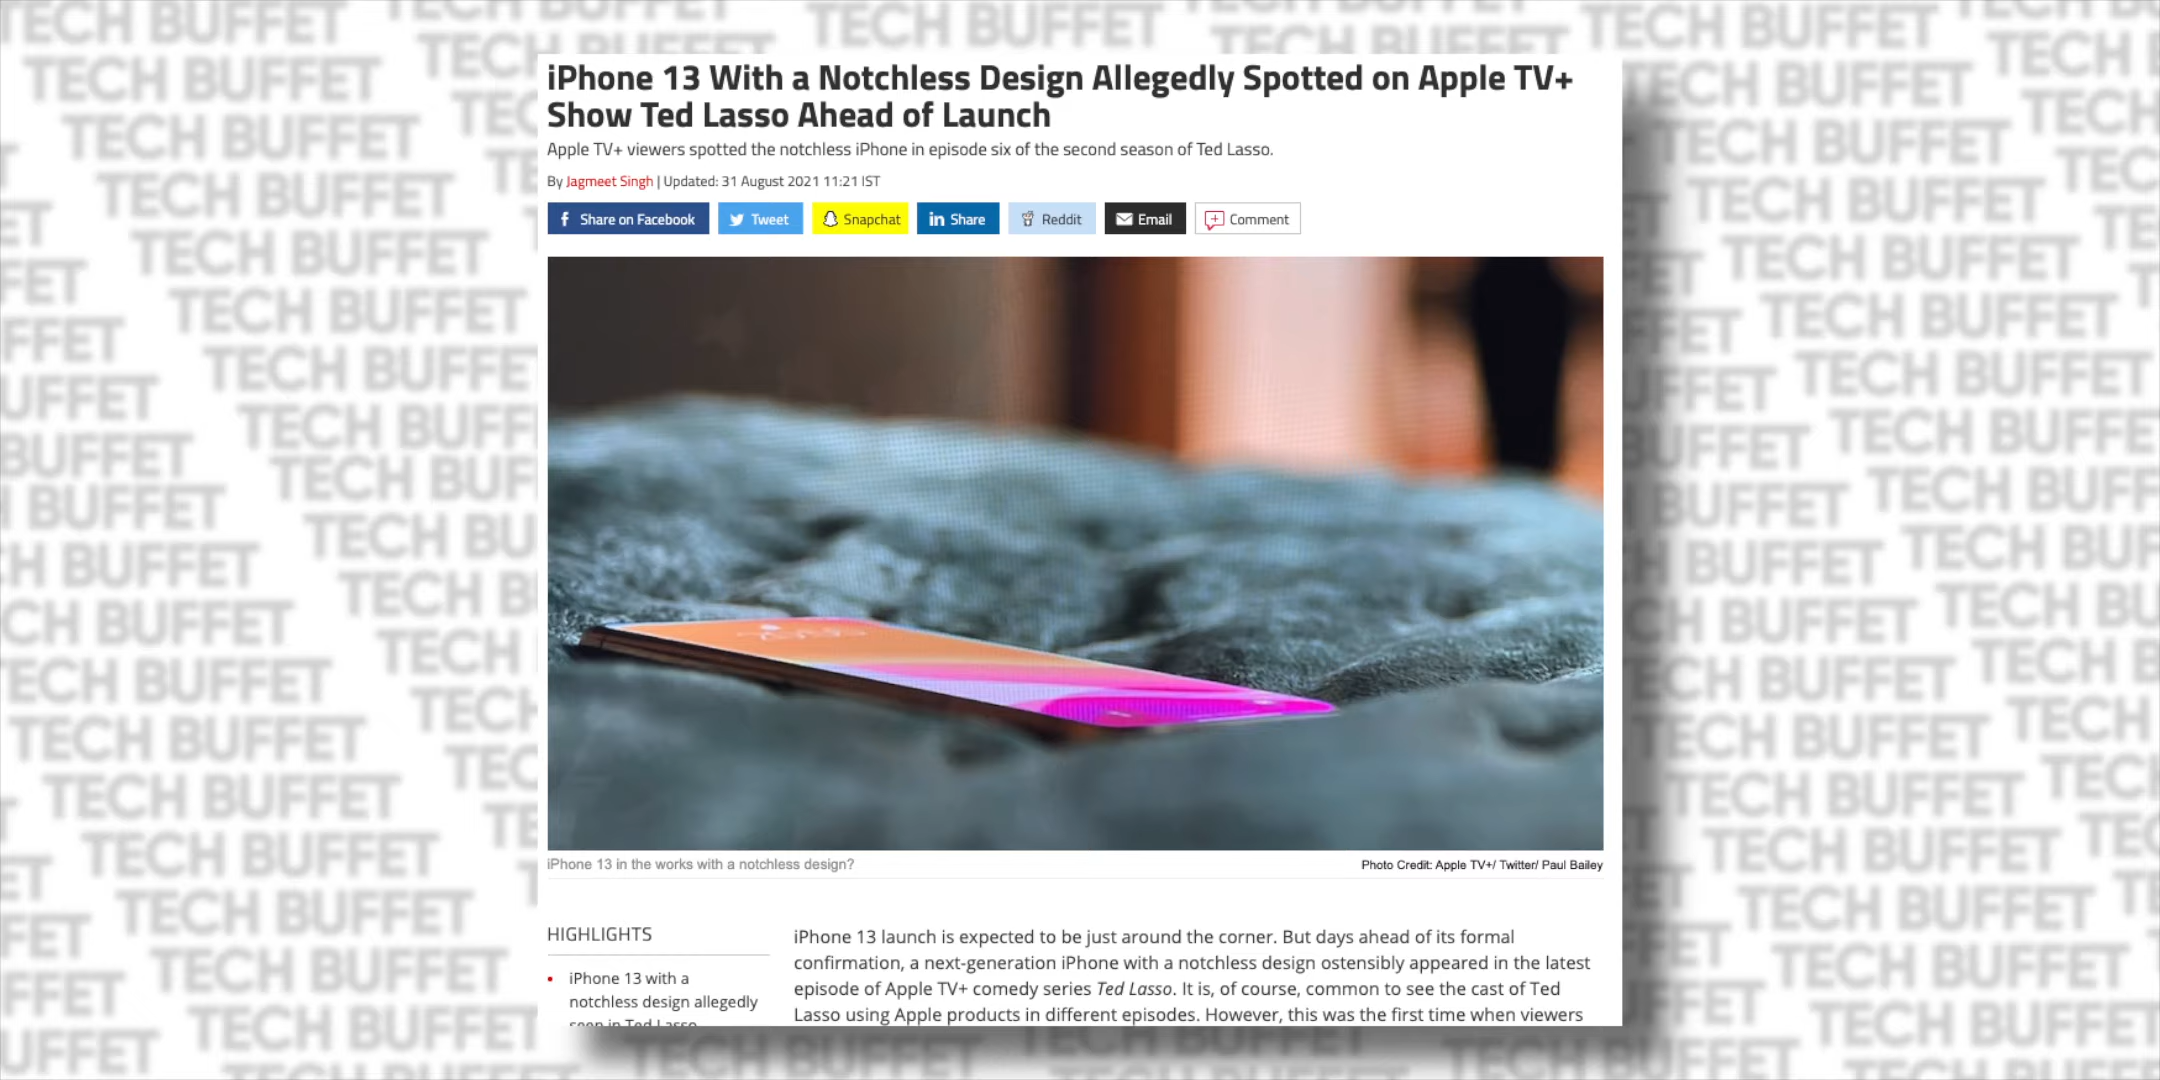 iPhone 13 With a Notchless Design Allegedly Spotted on Apple TV+
Show Ted Lasso Ahead of Launch
Apple TV+ viewers spotted the notchless iPhone in episode six of the second season of Ted Lasso.
By Jagmeet Singh | Updated: 31 August 2021 11:21 IST
Share on Facebook Tweet Snapchat in Share Reddit Email Comment
iPhone 13 in the works with a notchless design?
Photo Credit: Apple TV+/ Twitter/ Paul Bailey
HIGHLIGHTS
iPhone 13 with a
notchless design allegedly
seen in Ted Lasso
iPhone 13 launch is expected to be just around the corner. But days ahead of its formal
confirmation, a next-generation iPhone with a notchless design ostensibly appeared in the latest
episode of Apple TV+ comedy series Ted Lasso. It is, of course, common to see the cast of Ted
Lasso using Apple products in different episodes. However, this was the first time when viewers
TECH BUFFET